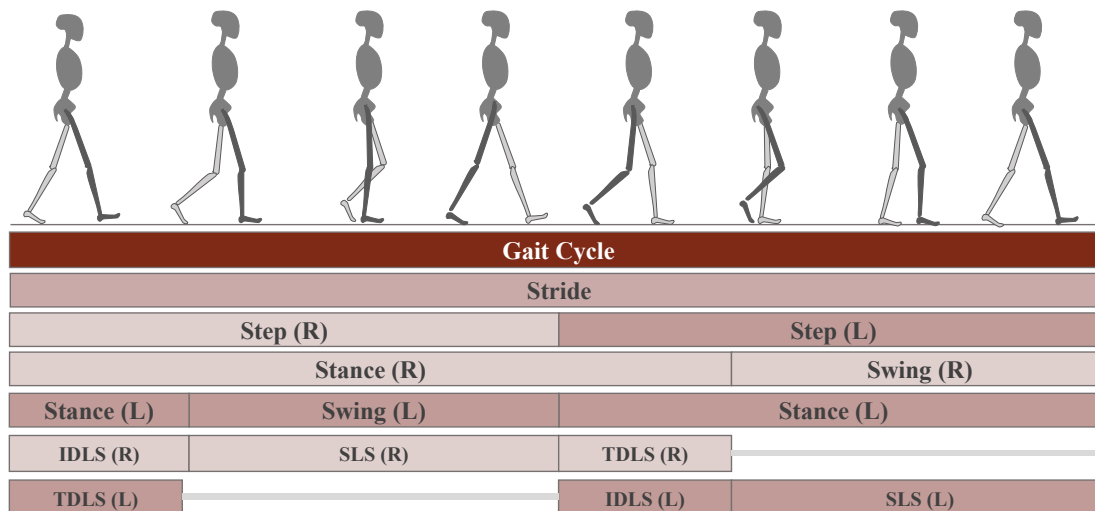 Gait Cycle
Stride
Step (R) Step (L)
Stance (R) Swing (R)
Stance (L) Swing (L) Stance (L)
IDLS (R) SLS (R) TDLS (R)
TDLS (L) IDLS (L) SLS (L)